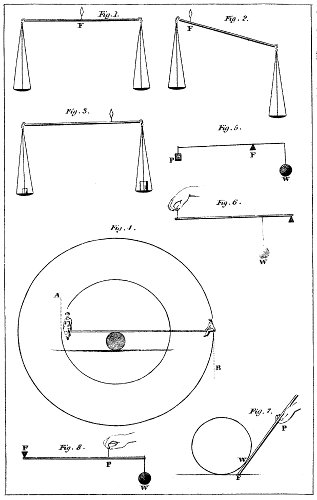 Fig. 1.
F
Fig. 2.
F
Fig. 3.
Fig. 5.
P
F
W
Fig. 6.
W
Fig. 4.
A
B
Fig. 7.
P
W
F
Fig. 8.
F
P
W